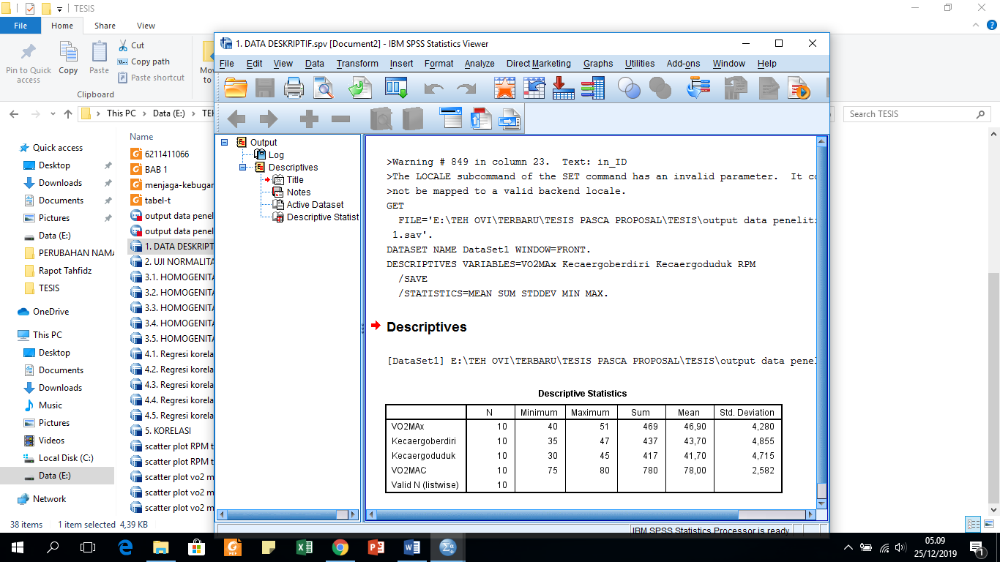 TESIS
File Home Share View
Pin to Quick access
Copy
Paste
Cut
Copy path
Paste shortcut
Clipboard
This PC > Data (E:) >
Search TESIS
Quick access
Desktop
Downloads
Documents
Pictures
Data (E:)
PERUBAHAN NAMA
Rapot Tahfidz
TESIS
OneDrive
This PC
Desktop
Documents
Downloads
Music
Pictures
Videos
Local Disk (C:)
Data (E:)
Network
Name
6211411066
BAB 1
menjaga-kebugar
tabel-t
output data penel
output data penel
1. DATA DESKRIPT
2. UJI NORMALITA
3.1. HOMOGENITA
3.2. HOMOGENITA
3.3. HOMOGENITA
3.4. HOMOGENITA
3.5. HOMOGENITA
4.1. Regresi korela
4.2. Regresi korela
4.3. Regresi korela
4.4. Regresi korela
4.5. Regresi korela
5. KORELASI
scatter plot RPM t
scatter plot RPM t
scatter plot vo2 m
scatter plot vo2 m
scatter plot vo2 m
38 items 1 item selected 4,39 KB
1. DATA DESKRIPTIF.spv [Document2] - IBM SPSS Statistics Viewer
File Edit View Data Transform Insert Format Analyze Direct Marketing Graphs Utilities Add-ons Window Help
Output
Log
Descriptives
Title
Notes
Active Dataset
Descriptive Statist
>Warning # 849 in column 23. Text: in_ID
>The LOCALE subcommand of the SET command has an invalid parameter. It co
>not be mapped to a valid backend locale.
GET
FILE='E:\TEH OVI\TERBARU\TESIS PASCA PROPOSAL\TESIS\output data peneliti
1.sav'.
DATASET NAME DataSet1 WINDOW=FRONT.
DESCRIPTIVES VARIABLES=VO2MAx Kecaergoberdiri Kecaergoduduk RPM
/SAVE
/STATISTICS=MEAN SUM STDDEV MIN MAX.
Descriptives
[DataSet1] E:\TEH OVI\TERBARU\TESIS PASCA PROPOSAL\TESIS\output data penel
Descriptive Statistics
N Minimum Maximum Sum Mean Std. Deviation
VO2MAx 10 40 51 469 46,90 4,280
Kecaergoberdiri 10 35 47 437 43,70 4,855
Kecaergoduduk 10 30 45 417 41,70 4,715
VO2MAC 10 75 80 780 78,00 2,582
Valid N (listwise) 10
IBM SPSS Statistics Processor is ready
05.09
25/12/2019